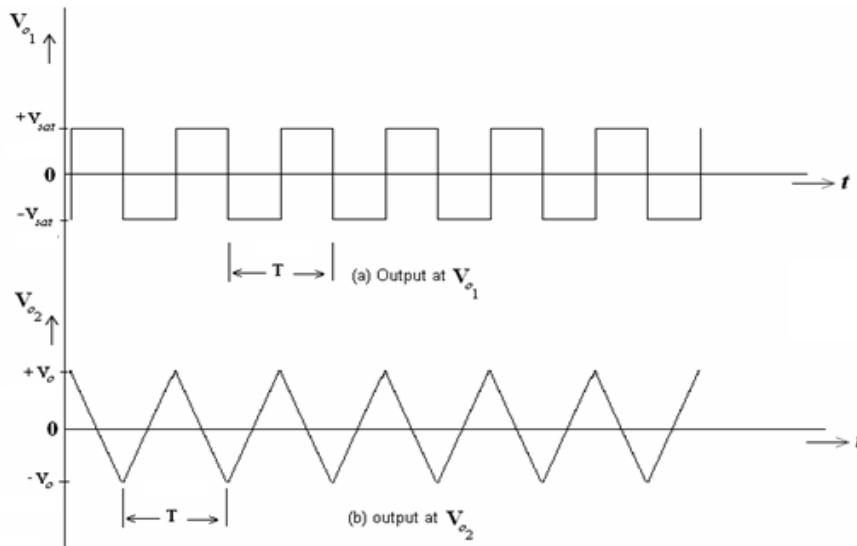 Vo1
+Vsat
0
t
-Vsat
T
(a) Output at Vo1
Vo2
+Vo
0
t
-Vo
T
(b) output at Vo2